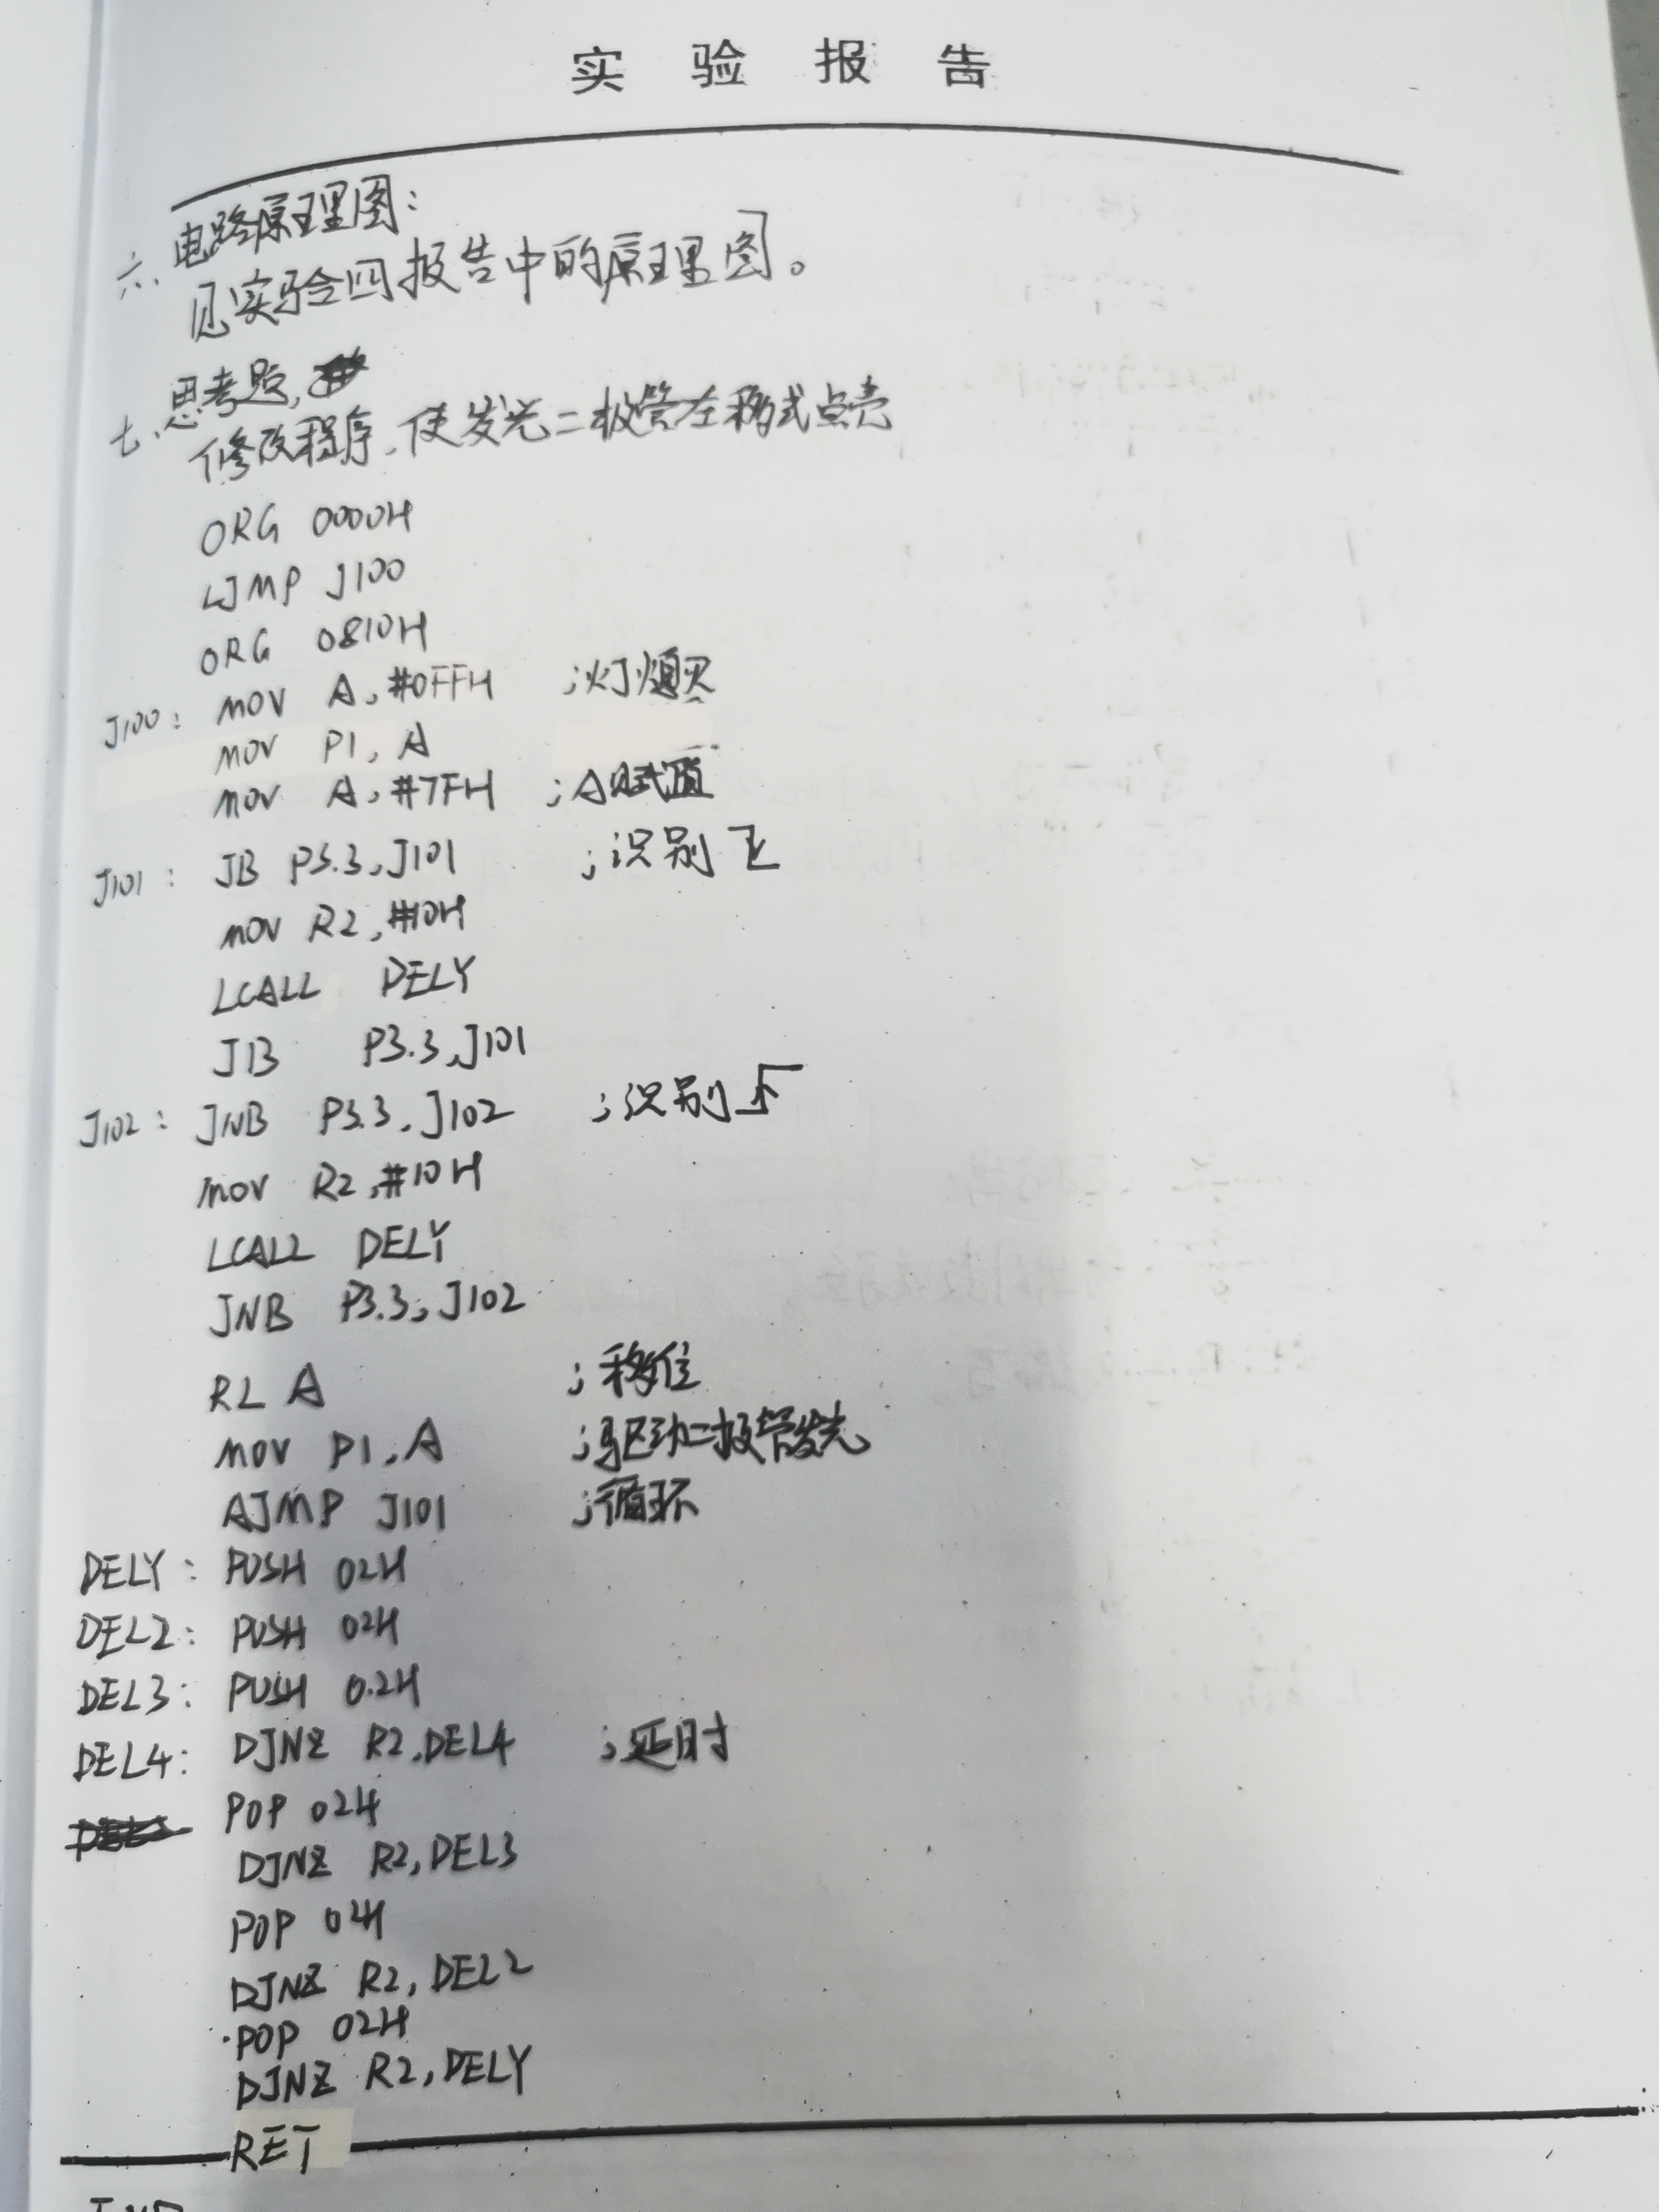 实验报告
六、电路原理图:
见实验四报告中的原理图。
七、思考题,
修改程序,使发光二极管左移式点亮
ORG 0000H
LJMP J100
ORG 0810H
J100: MOV A,#0FFH ;灯熄灭
MOV P1, A
MOV A,#7FH ;A赋值
J101: JB P3.3,J101 ;识别
MOV R2,#10H
LCALL DELY
JB P3.3,J101
J102: JNB P3.3,J102 ;识别
MOV R2,#10H
LCALL DELY
JNB P3.3,J102
RL A ;移位
MOV P1,A ;驱动二极管发光
AJMP J101 ;循环
DELY: PUSH 02H
DEL2: PUSH 02H
DEL3: PUSH 0.2H
DEL4: DJNZ R2,DEL4 ;延时
POP 02H
DJNZ R2,DEL3
POP 02H
DJNZ R2,DEL2
POP 02H
DJNZ R2,DELY
RET